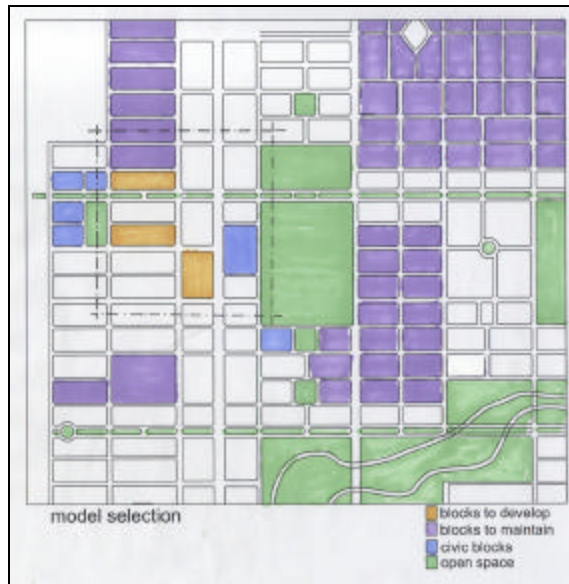 model selection
blocks to develop
blocks to maintain
civic blocks
open space